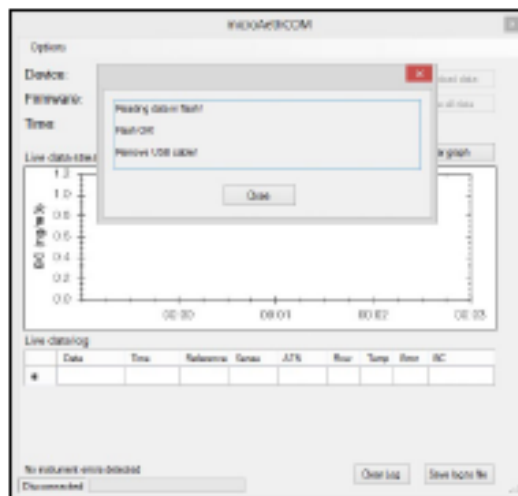 microAethCOM
Options
Device:
Firmware:
Time:
Reading data in flash!
Flash OK!
Remove USB cable!
Close
graph
Live data
BC
1.2
1.0
0.8
0.6
0.4
0.2
0.0
00:00 00:01 00:02 00:03
Live data log
Date Time Reference Sense ATN Flow Temp Error BC
No instrument errors detected
Disconnected
Clear Log Save log to file